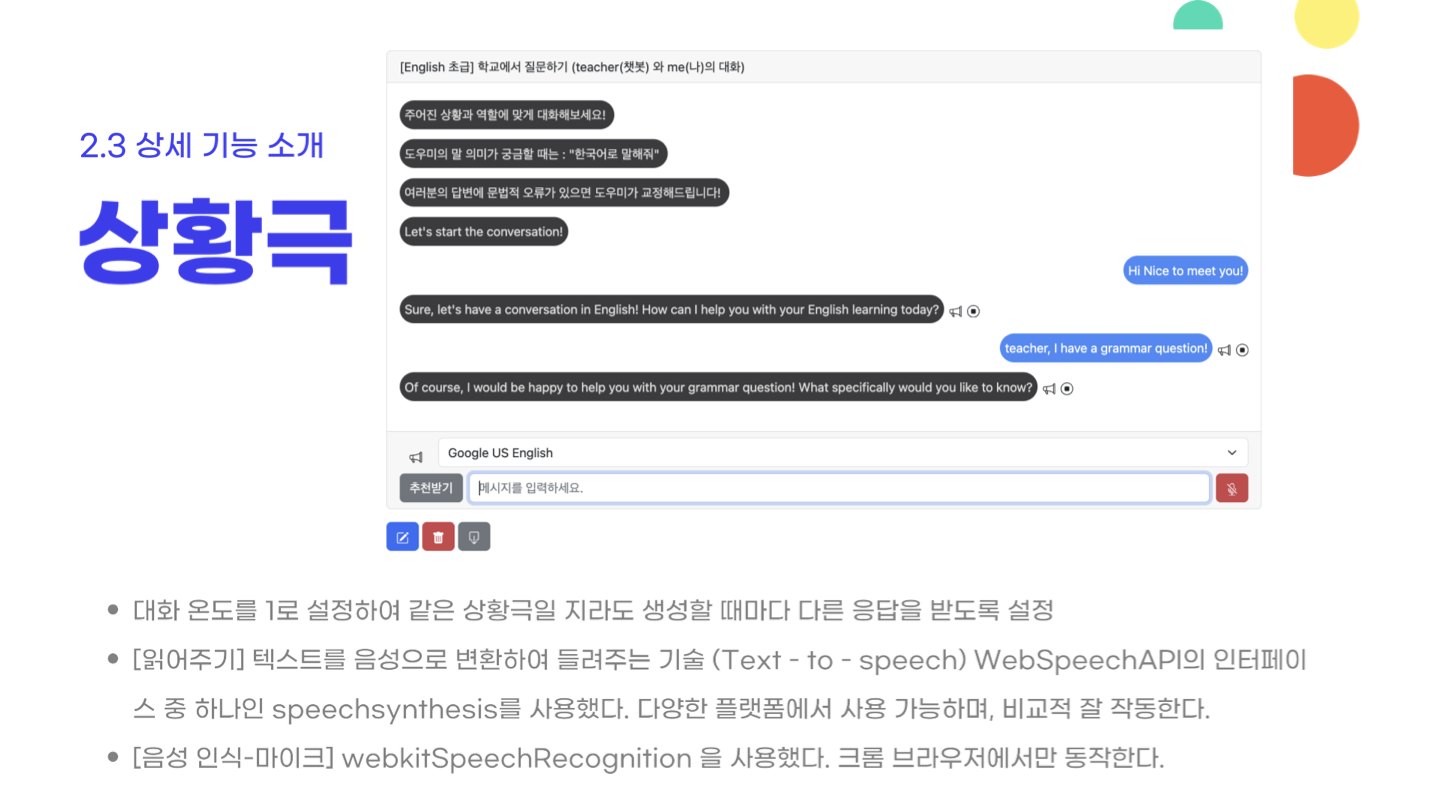 2.3 상세 기능 소개
상황극
[English 초급] 학교에서 질문하기 (teacher(챗봇) 와 me(나)의 대화)
주어진 상황과 역할에 맞게 대화해보세요!
도우미의 말 의미가 궁금할 때는 : "한국어로 말해줘"
여러분의 답변에 문법적 오류가 있으면 도우미가 교정해드립니다!
Let's start the conversation!
Hi Nice to meet you!
Sure, let's have a conversation in English! How can I help you with your English learning today?
teacher, I have a grammar question!
Of course, I would be happy to help you with your grammar question! What specifically would you like to know?
Google US English
추천받기
메시지를 입력하세요.
• 대화 온도를 1로 설정하여 같은 상황극일 지라도 생성할 때마다 다른 응답을 받도록 설정
• [읽어주기] 텍스트를 음성으로 변환하여 들려주는 기술 (Text - to - speech) WebSpeechAPI의 인터페이
스 중 하나인 speechsynthesis를 사용했다. 다양한 플랫폼에서 사용 가능하며, 비교적 잘 작동한다.
• [음성 인식-마이크] webkitSpeechRecognition 을 사용했다. 크롬 브라우저에서만 동작한다.